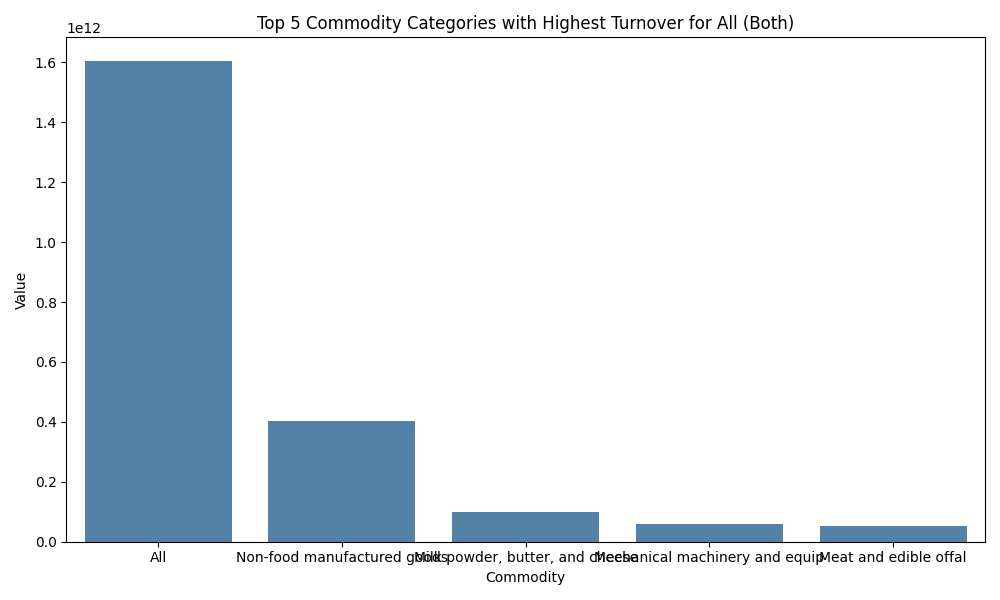 Top 5 Commodity Categories with Highest Turnover for All (Both)
1e12
1.6
1.4
1.2
1.0
0.8
0.6
0.4
0.2
0.0
Value
All
Non-food manufactured goods
Milk powder, butter, and cheese
Mechanical machinery and equip
Meat and edible offal
Commodity